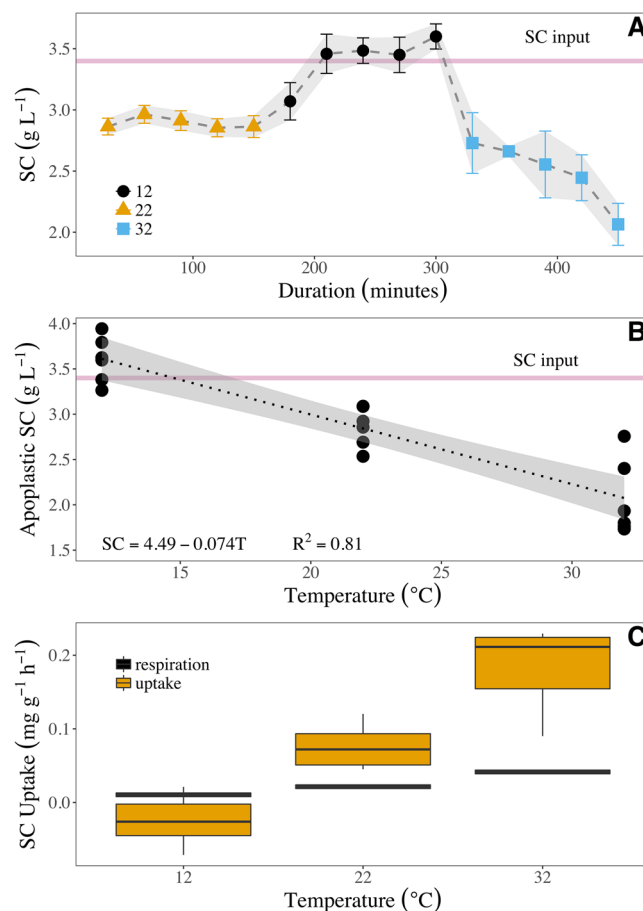 A
SC input
SC (g L⁻¹)
3.5
3.0
2.5
2.0
12
22
32
100 200 300 400
Duration (minutes)
B
SC input
Apoplastic SC (g L⁻¹)
4.0
3.5
3.0
2.5
2.0
1.5
SC = 4.49 − 0.074T R² = 0.81
15 20 25 30
Temperature (°C)
C
SC Uptake (mg g⁻¹ h⁻¹)
0.2
0.1
0.0
respiration
uptake
12 22 32
Temperature (°C)